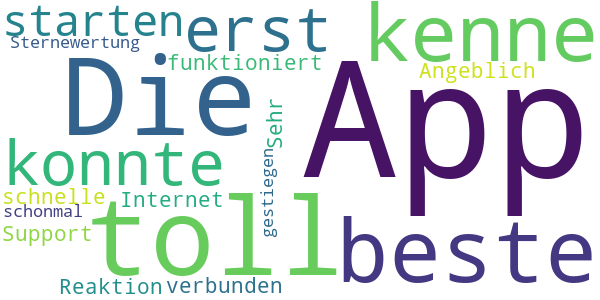 starten
erst
kenne
Sternewertung
Die
funktioniert
App
Angeblich
konnte
Sehr
gestiegen
schnelle
Internet
schonmal
toll
beste
Support
Reaktion
verbunden